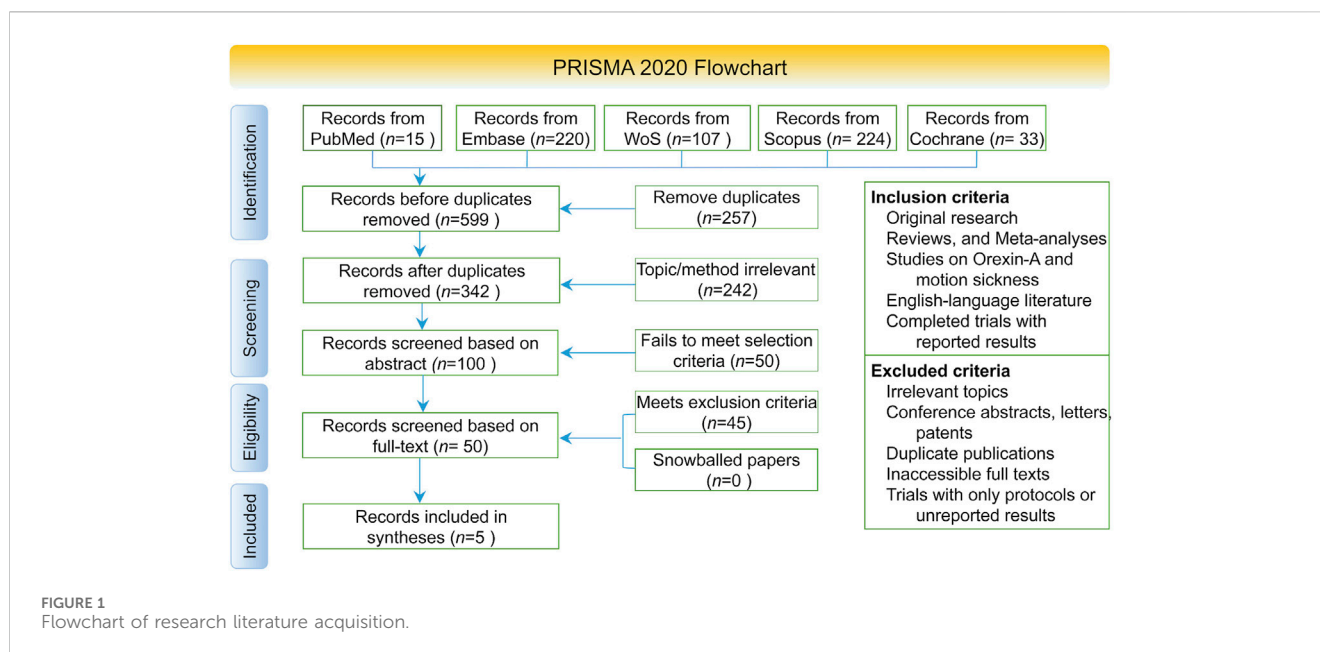 PRISMA 2020 Flowchart
Identification
Records from
PubMed (n=15 )
Records from
Embase (n=220)
Records from
WoS (n=107 )
Records from
Scopus (n= 224)
Records from
Cochrane (n= 33)
Records before duplicates
removed (n=599 )
Remove duplicates
(n=257)
Screening
Records after duplicates
removed (n=342 )
Topic/method irrelevant
(n=242)
Records screened based on
abstract (n=100 )
Fails to meet selection
criteria (n=50)
Eligibility
Records screened based on
full-text (n= 50)
Meets exclusion criteria
(n=45)
Snowballed papers
(n=0 )
Included
Records included in
syntheses (n=5 )
Inclusion criteria
Original research
Reviews, and Meta-analyses
Studies on Orexin-A and
motion sickness
English-language literature
Completed trials with
reported results
Excluded criteria
Irrelevant topics
Conference abstracts, letters,
patents
Duplicate publications
Inaccessible full texts
Trials with only protocols or
unreported results
FIGURE 1
Flowchart of research literature acquisition.